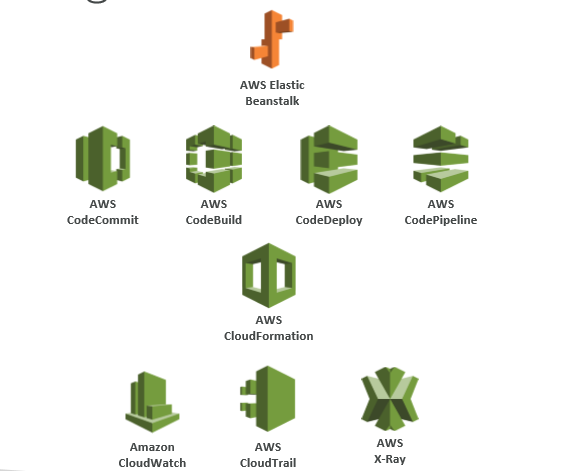 AWS Elastic
Beanstalk
AWS
CodeCommit
AWS
CodeBuild
AWS
CodeDeploy
AWS
CodePipeline
AWS
CloudFormation
Amazon
CloudWatch
AWS
CloudTrail
AWS
X-Ray